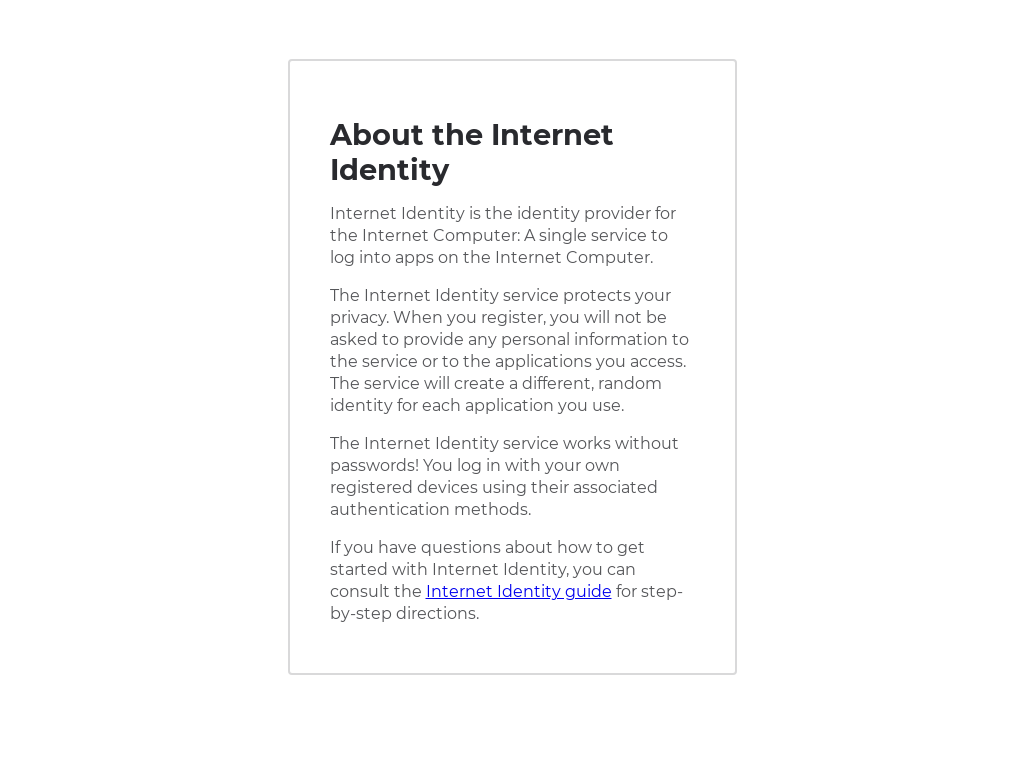 About the Internet
Identity
Internet Identity is the identity provider for
the Internet Computer: A single service to
log into apps on the Internet Computer.
The Internet Identity service protects your
privacy. When you register, you will not be
asked to provide any personal information to
the service or to the applications you access.
The service will create a different, random
identity for each application you use.
The Internet Identity service works without
passwords! You log in with your own
registered devices using their associated
authentication methods.
If you have questions about how to get
started with Internet Identity, you can
consult the Internet Identity guide for step-
by-step directions.